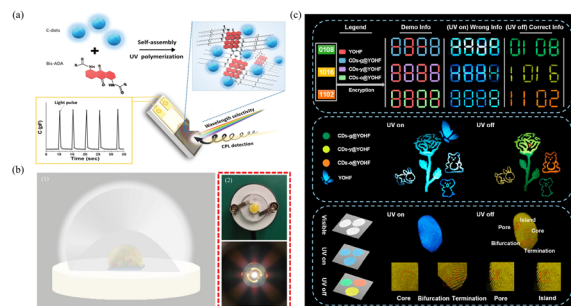 (a)
C-dots
Bis-ADA
Self-assembly
UV polymerization
Light pulse
C (pF)
Time (sec)
Wavelength selectivity
CPL detection
(b)
(1)
(2)
(c)
Legend
Demo Info
(UV on) Wrong Info
(UV off) Correct Info
0108
1016
1102
YOHF
CDs-g@YOHF
CDs-y@YOHF
CDs-o@YOHF
Encryption
0108
1016
1102
CDs-g@YOHF
CDs-y@YOHF
CDs-o@YOHF
YOHF
UV on
UV off
Visible
UV on
UV off
UV on
UV off
Island
Pore
Core
Bifurcation
Termination
Core
Bifurcation
Termination
Pore
Island